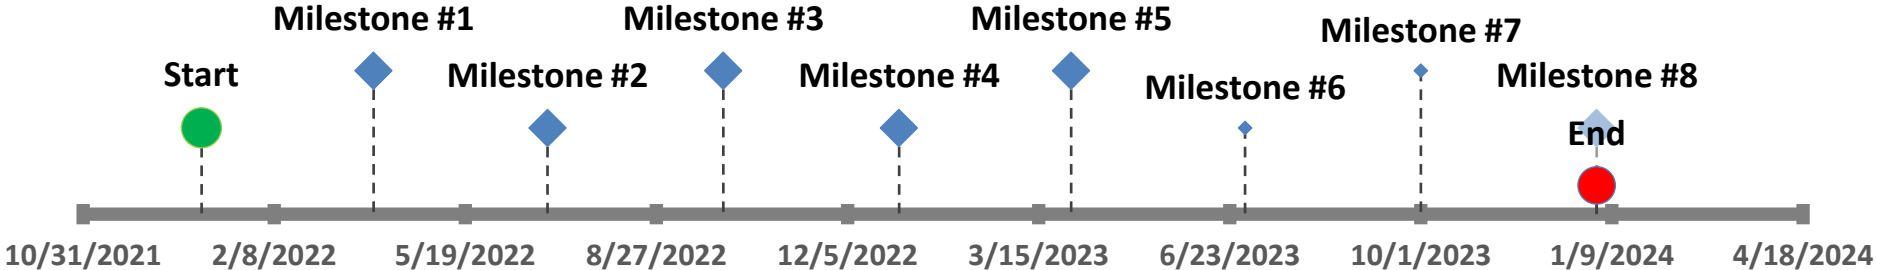 Milestone #1
Milestone #3
Milestone #5
Milestone #7
Start
Milestone #2
Milestone #4
Milestone #6
Milestone #8
End
10/31/2021
2/8/2022
5/19/2022
8/27/2022
12/5/2022
3/15/2023
6/23/2023
10/1/2023
1/9/2024
4/18/2024